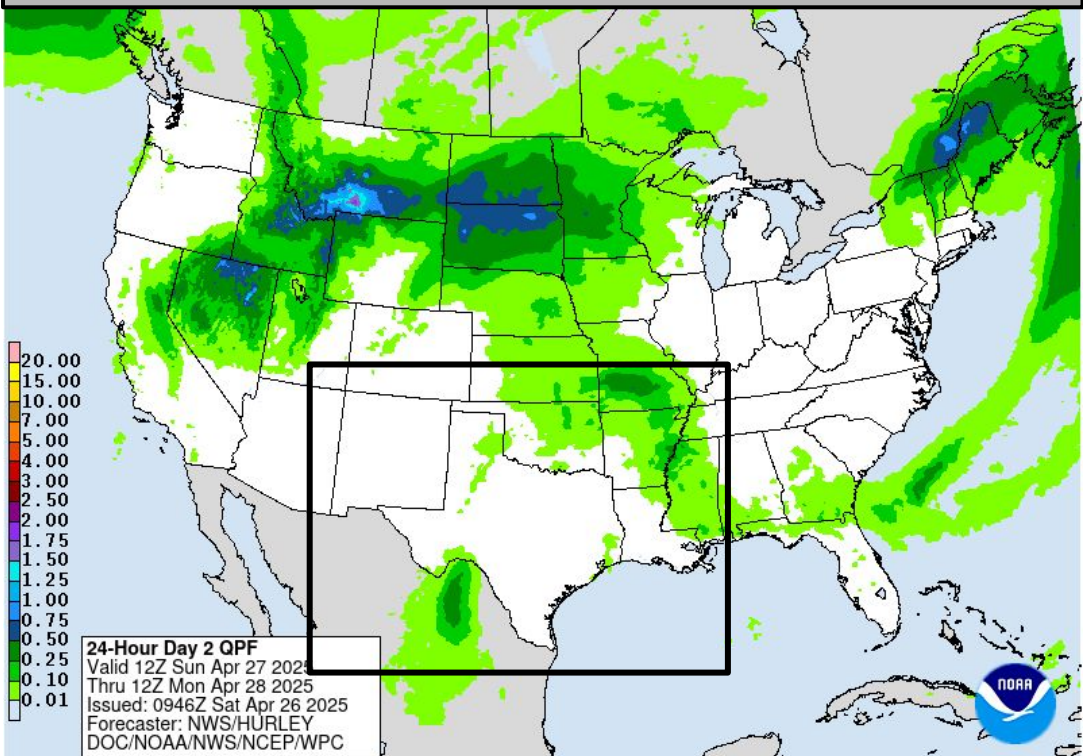 20.00
15.00
10.00
7.00
5.00
4.00
3.00
2.50
2.00
1.75
1.50
1.25
1.00
0.75
0.50
0.25
0.10
0.01
24-Hour Day 2 QPF
Valid 12Z Sun Apr 27 2025
Thru 12Z Mon Apr 28 2025
Issued: 0946Z Sat Apr 26 2025
Forecaster: NWS/HURLEY
DOC/NOAA/NWS/NCEP/WPC
NOAA